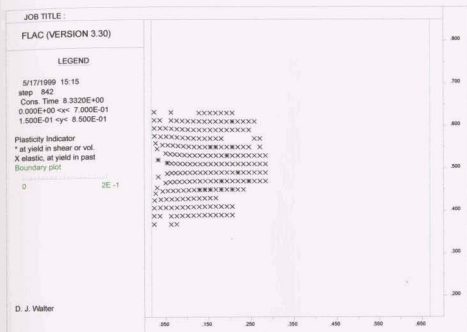 JOB TITLE :
FLAC (VERSION 3.30)
LEGEND
5/17/1999 15:15
step 842
Cons. Time 8.3320E+00
0.000E+00 <x< 7.000E-01
1.500E-01 <y< 8.500E-01
Plasticity Indicator
* at yield in shear or vol.
X elastic, at yield in past
Boundary plot
0 2E -1
D. J. Walter
.800
.600
.500
.400
.300
.200
.050 .150 .250 .350 .450 .550 .650